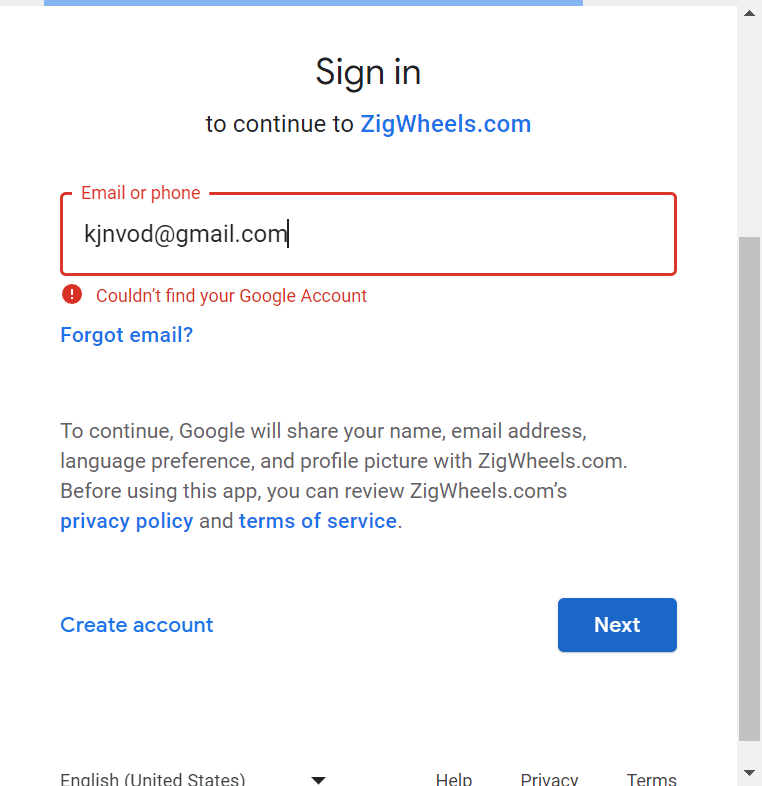 Sign in
to continue to ZigWheels.com
Email or phone
kjnvod@gmail.com
Couldn’t find your Google Account
Forgot email?
To continue, Google will share your name, email address,
language preference, and profile picture with ZigWheels.com.
Before using this app, you can review ZigWheels.com’s
privacy policy and terms of service.
Create account
Next
English (United States)
Help Privacy Terms